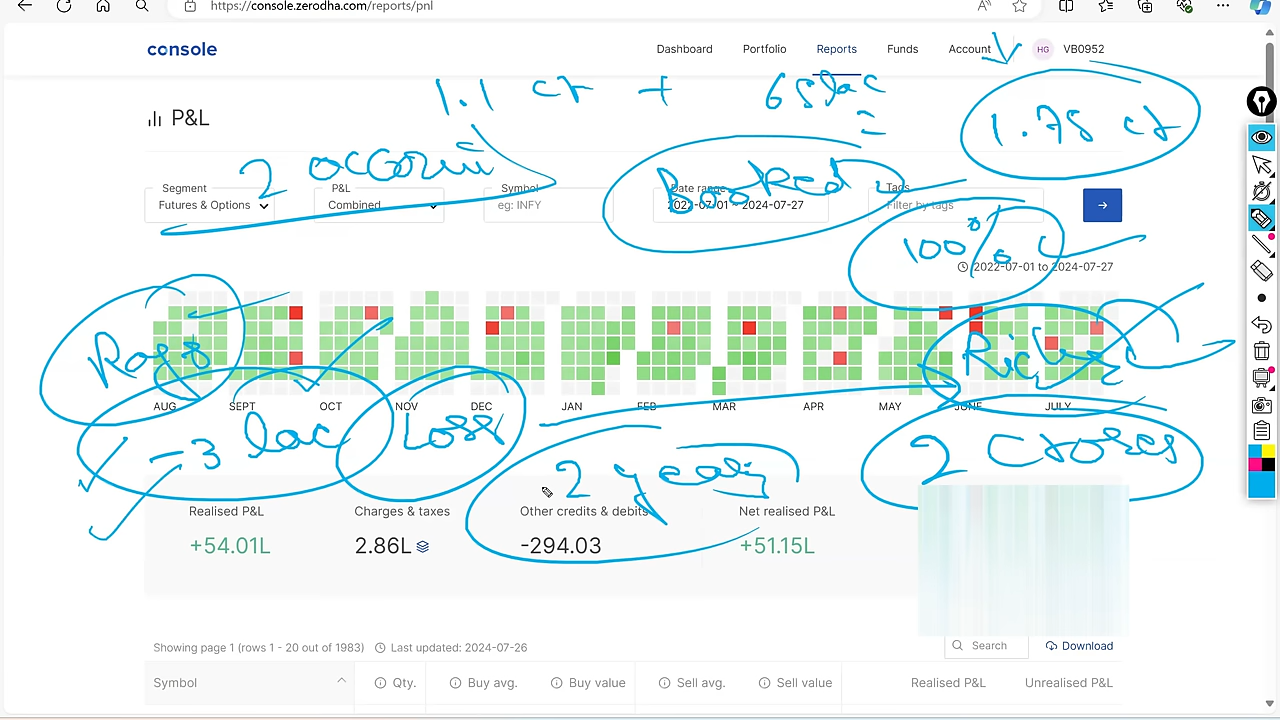 https://console.zerodha.com/reports/pnl
console
Dashboard Portfolio Reports Funds Account HG VB0952
1.1 cr + 65 lac =
1.75 cr
P&L
2 account
Booked
Segment P&L Symbol Date range Tags
Futures & Options Combined eg: INFY 2022-07-01 ~ 2024-07-27 Filter by tags
100%
2022-07-01 to 2024-07-27
AUG SEPT OCT NOV DEC JAN FEB MAR APR MAY JUNE JULY
-3 lac Loss
2 years
2 crores
Realised P&L Charges & taxes Other credits & debits Net realised P&L
+54.01L 2.86L -294.03 +51.15L
Showing page 1 (rows 1 - 20 out of 1983) Last updated: 2024-07-26 Search Download
Symbol Qty. Buy avg. Buy value Sell avg. Sell value Realised P&L Unrealised P&L